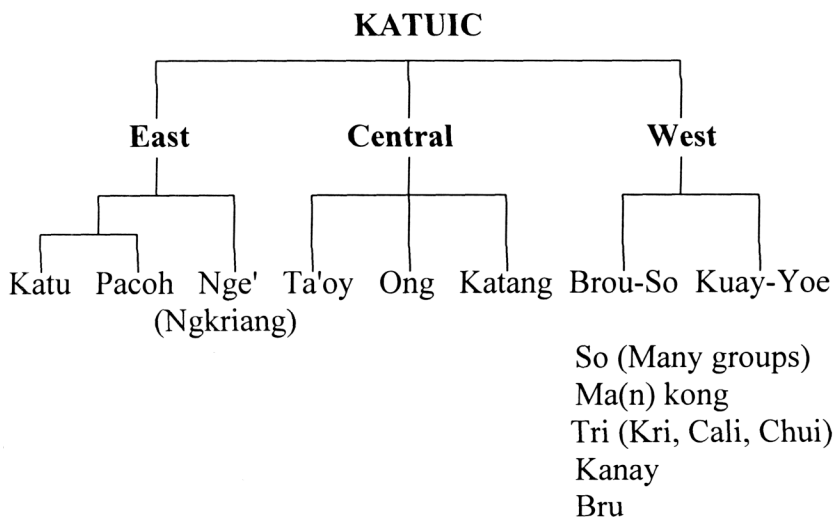 KATUIC
East Central West
Katu Pacoh Nge' Ta'oy Ong Katang Brou-So Kuay-Yoe
(Ngkriang)
So (Many groups)
Ma(n) kong
Tri (Kri, Cali, Chui)
Kanay
Bru